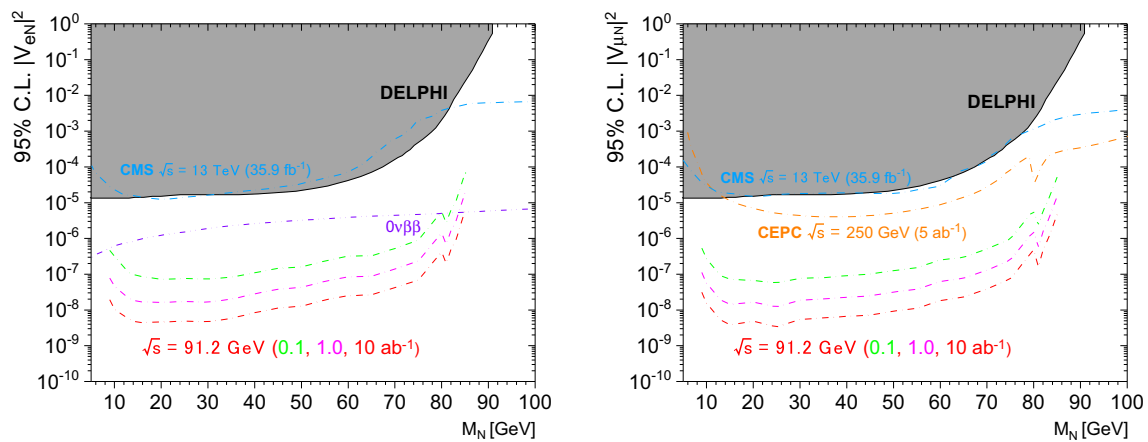 95% C.L. |V_{eN}|^2
10^0
10^{-1}
10^{-2}
10^{-3}
10^{-4}
10^{-5}
10^{-6}
10^{-7}
10^{-8}
10^{-9}
10^{-10}
DELPHI
CMS √s = 13 TeV (35.9 fb^{-1})
0νββ
√s = 91.2 GeV (0.1, 1.0, 10 ab^{-1})
10 20 30 40 50 60 70 80 90 100
M_N [GeV]
95% C.L. |V_{μN}|^2
10^0
10^{-1}
10^{-2}
10^{-3}
10^{-4}
10^{-5}
10^{-6}
10^{-7}
10^{-8}
10^{-9}
10^{-10}
DELPHI
CMS √s = 13 TeV (35.9 fb^{-1})
CEPC √s = 250 GeV (5 ab^{-1})
√s = 91.2 GeV (0.1, 1.0, 10 ab^{-1})
10 20 30 40 50 60 70 80 90 100
M_N [GeV]